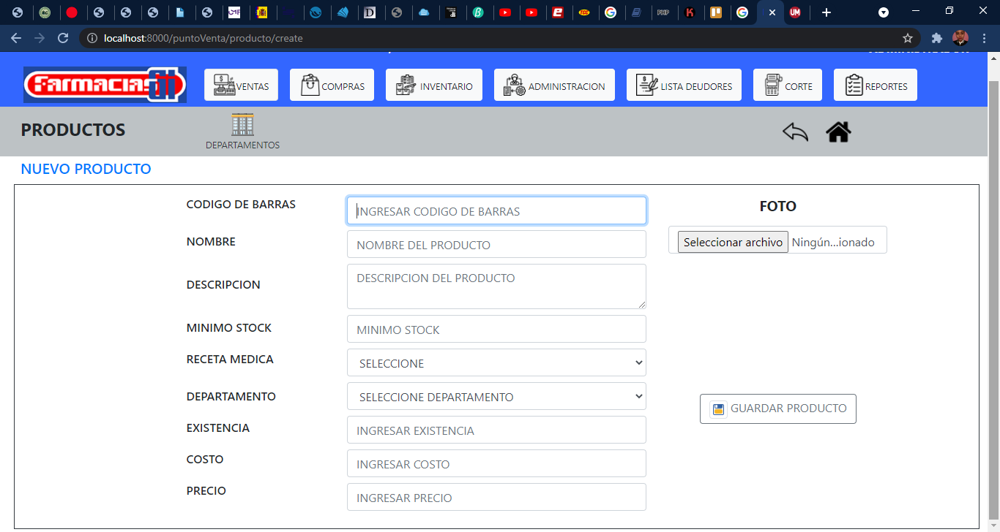 localhost:8000/puntoVenta/producto/create
Farmacias GI
VENTAS
COMPRAS
INVENTARIO
ADMINISTRACION
LISTA DEUDORES
CORTE
REPORTES
PRODUCTOS
DEPARTAMENTOS
NUEVO PRODUCTO
CODIGO DE BARRAS
INGRESAR CODIGO DE BARRAS
FOTO
NOMBRE
NOMBRE DEL PRODUCTO
Seleccionar archivo Ningún...ionado
DESCRIPCION
DESCRIPCION DEL PRODUCTO
MINIMO STOCK
MINIMO STOCK
RECETA MEDICA
SELECCIONE
DEPARTAMENTO
SELECCIONE DEPARTAMENTO
GUARDAR PRODUCTO
EXISTENCIA
INGRESAR EXISTENCIA
COSTO
INGRESAR COSTO
PRECIO
INGRESAR PRECIO